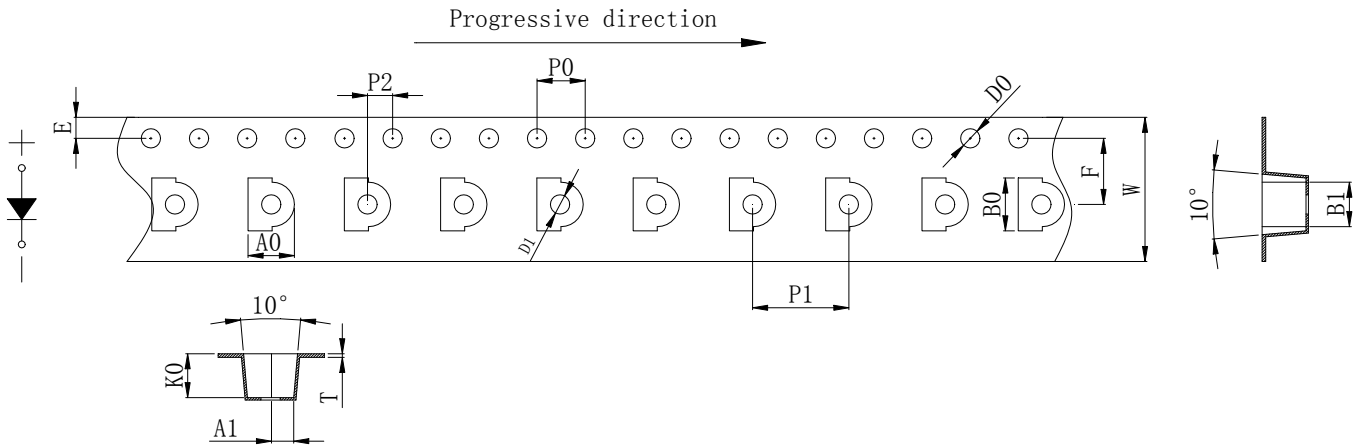 Progressive direction
P2
P0
D0
E
+
F
W
B0
10°
B1
A0
D1
P1
—
10°
K0
T
A1